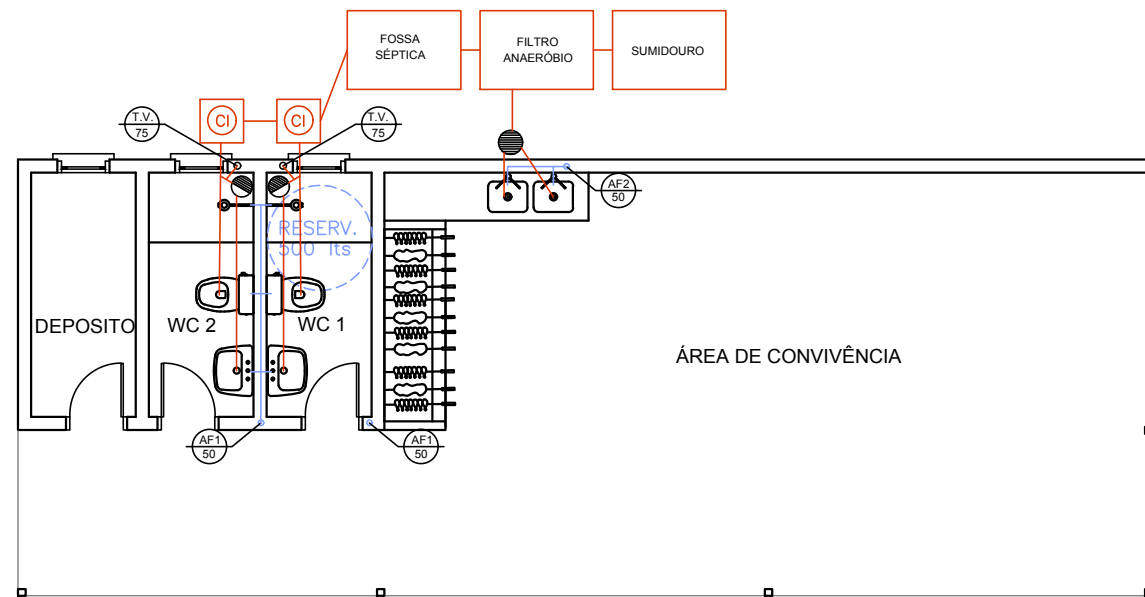 FOSSA
SÉPTICA
FILTRO
ANAERÓBIO
SUMIDOURO
T.V.
75
CI
CI
T.V.
75
AF2
50
RESERV.
500 lts
DEPOSITO
WC 2
WC 1
ÁREA DE CONVIVÊNCIA
AF1
50
AF1
50